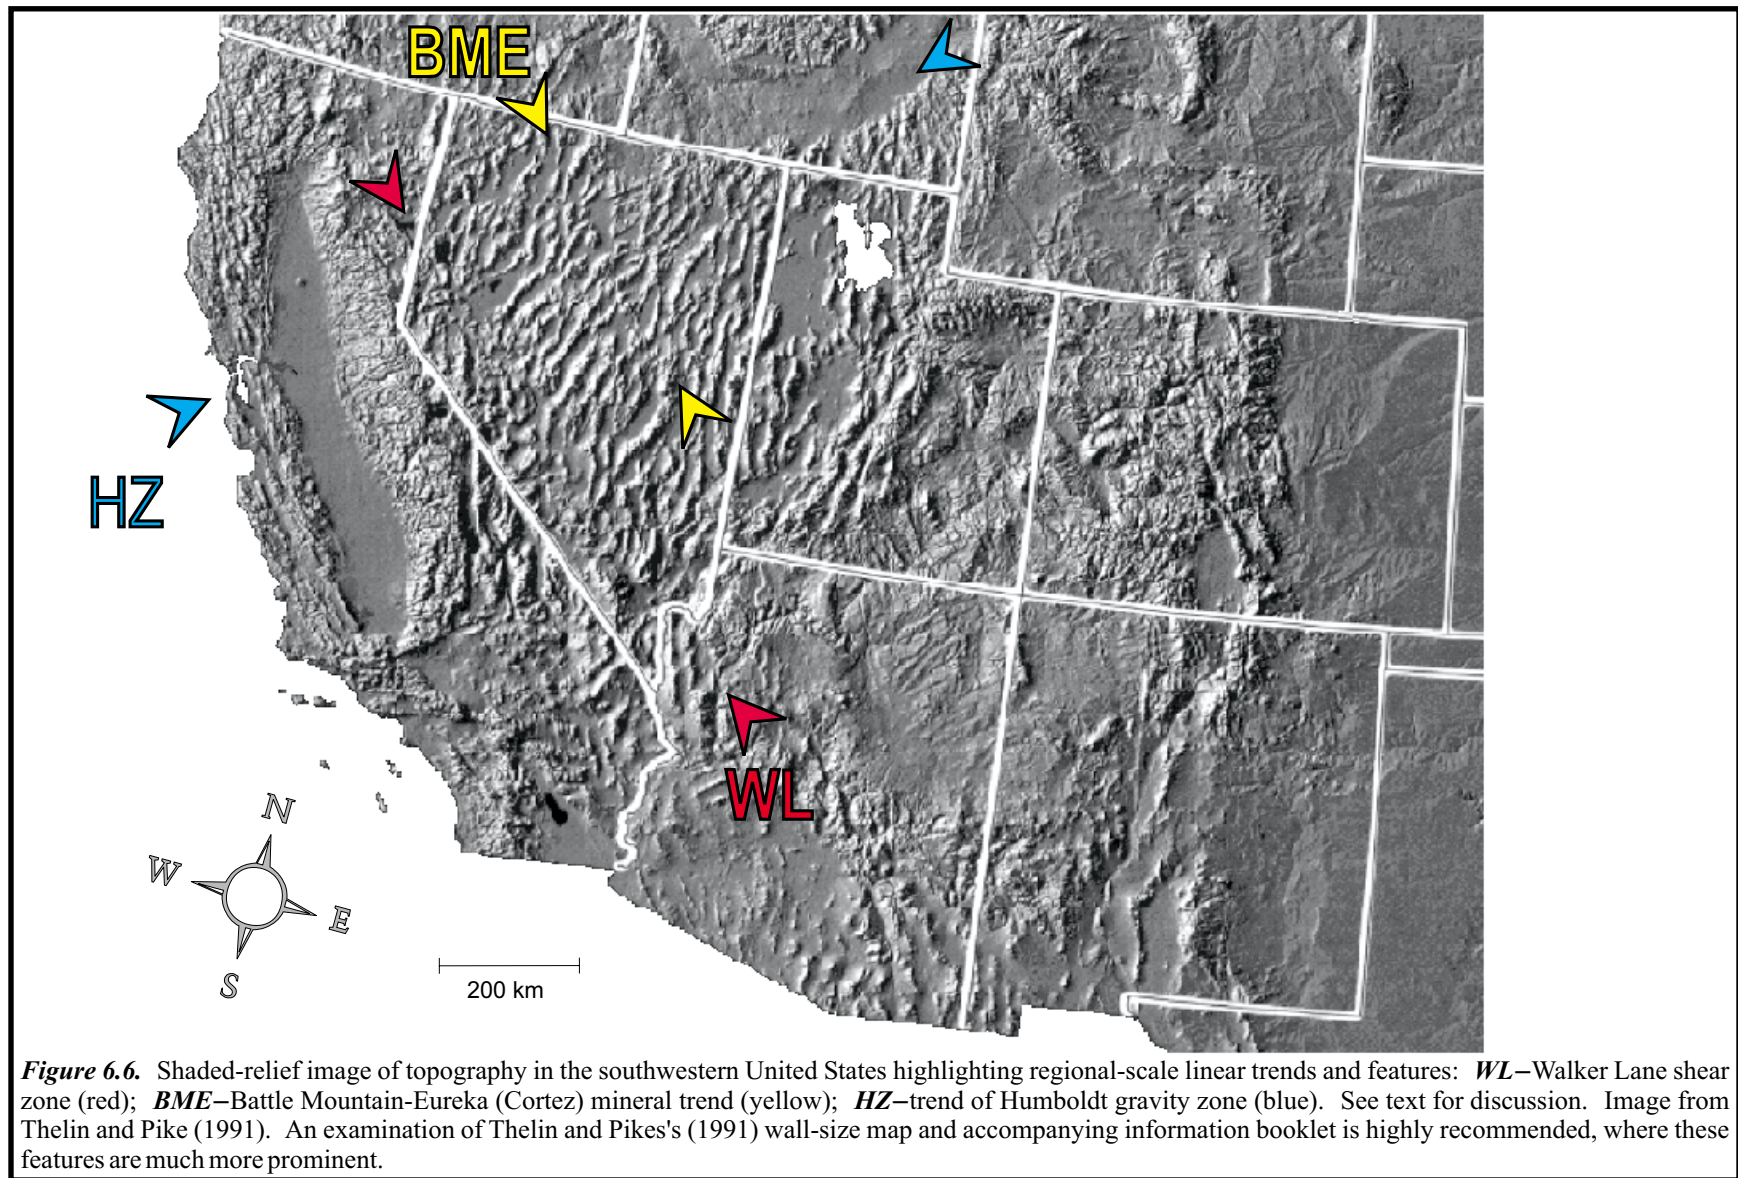 BME
HZ
WL
N
W
E
S
200 km
Figure 6.6. Shaded-relief image of topography in the southwestern United States highlighting regional-scale linear trends and features: WL–Walker Lane shear
zone (red); BME–Battle Mountain-Eureka (Cortez) mineral trend (yellow); HZ–trend of Humboldt gravity zone (blue). See text for discussion. Image from
Thelin and Pike (1991). An examination of Thelin and Pikes's (1991) wall-size map and accompanying information booklet is highly recommended, where these
features are much more prominent.